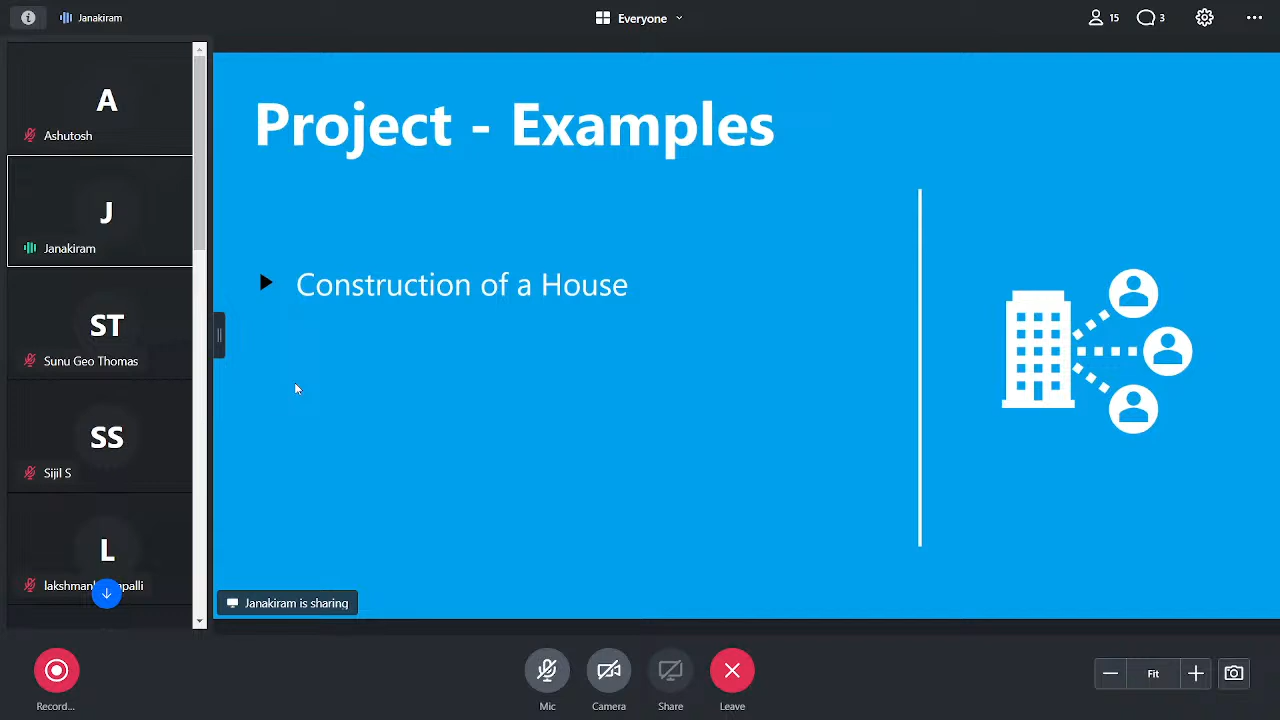 Janakiram
Everyone
15
3
A
Ashutosh
J
Janakiram
ST
Sunu Geo Thomas
SS
Sijil S
L
Project - Examples
Construction of a House
Janakiram is sharing
Record...
Mic
Camera
Share
Leave
Fit